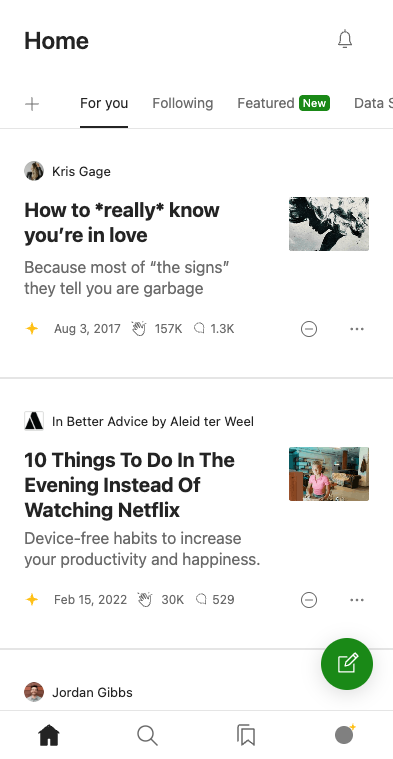 Home
For you Following Featured New Data S
Kris Gage
How to *really* know
you’re in love
Because most of “the signs”
they tell you are garbage
Aug 3, 2017 157K 1.3K
In Better Advice by Aleid ter Weel
10 Things To Do In The
Evening Instead Of
Watching Netflix
Device-free habits to increase
your productivity and happiness.
Feb 15, 2022 30K 529
Jordan Gibbs